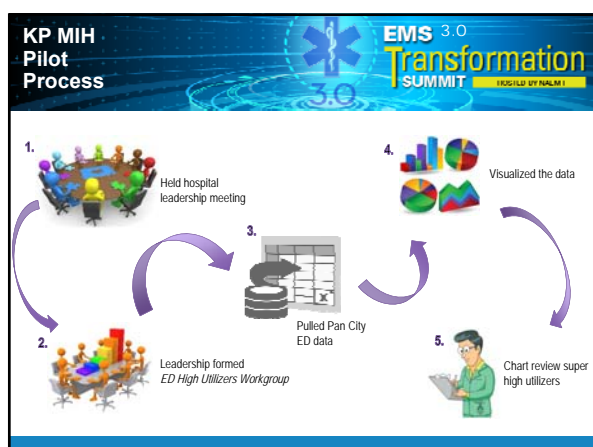 KP MIH
Pilot
Process
3.0
EMS 3.0
Transformation
SUMMIT
HOSTED BY NAEMT
1.
Held hospital
leadership meeting
2.
Leadership formed
ED High Utilizers Workgroup
3.
Pulled Pan City
ED data
4.
Visualized the data
5.
Chart review super
high utilizers